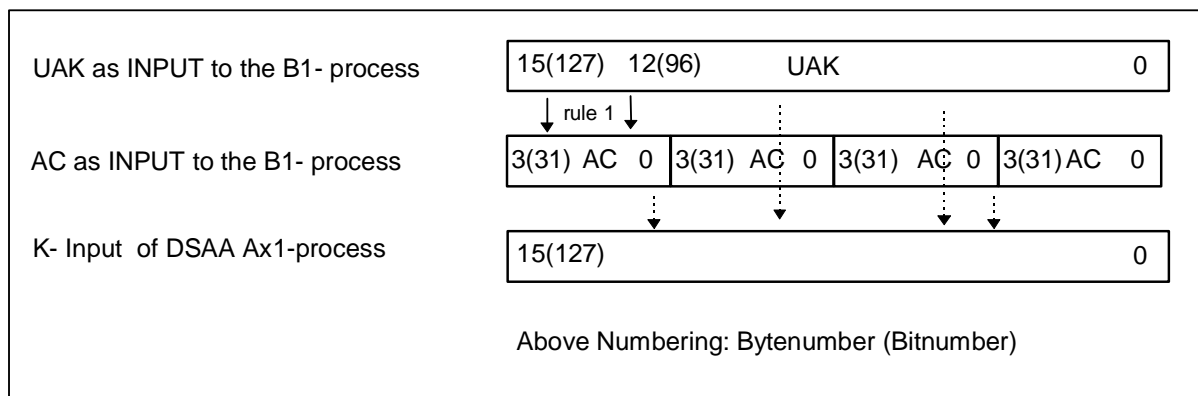 UAK as INPUT to the B1- process 15(127) 12(96) UAK 0
rule 1
AC as INPUT to the B1- process 3(31) AC 0 3(31) AC 0 3(31) AC 0 3(31) AC 0
K- Input of DSAA Ax1-process 15(127) 0
Above Numbering: Bytenumber (Bitnumber)